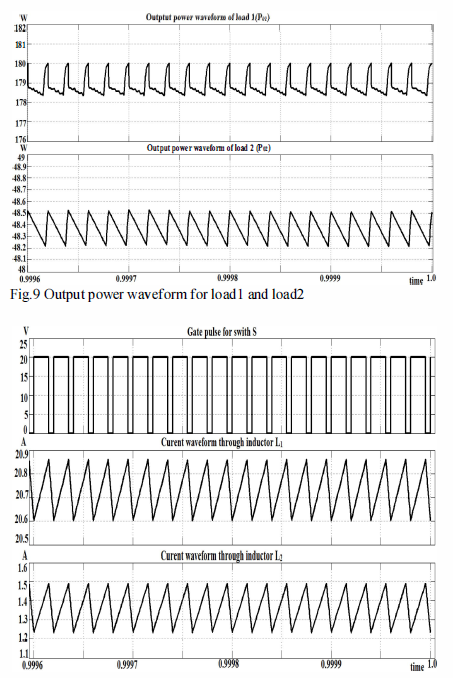 W
Outptut power waveform of load 1(P₀₁)
182
181
180
179
178
177
176
W
Output power waveform of load 2 (P₀₂)
49
48.9
48.8
48.6
48.5
48.4
48.3
48.2
48.1
48
0.9996 0.9997 0.9998 0.9999 time 1.0
Fig.9 Output power waveform for load1 and load2
V
Gate pulse for swith S
25
20
15
10
5
0
A
Curent waveform through inductor L₁
20.9
20.8
20.7
20.6
20.5
A
Curent waveform through inductor L₂
1.6
1.5
1.4
1.3
1.2
1.1
0.9996 0.9997 0.9998 0.9999 time 1.0